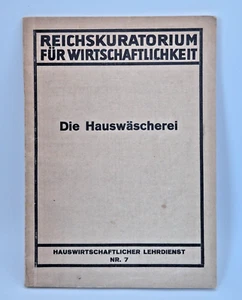 REICHSKURATORIUM
FÜR WIRTSCHAFTLICHKEIT
Die Hauswäscherei
HAUSWIRTSCHAFTLICHER LEHRDIENST
NR. 7